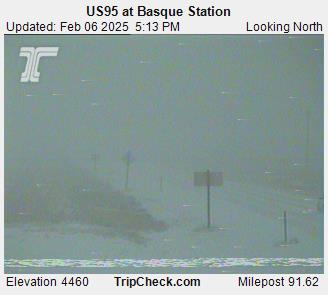 US95 at Basque Station
Updated: Feb 06 2025 5:13 PM Looking North
Elevation 4460 TripCheck.com Milepost 91.62